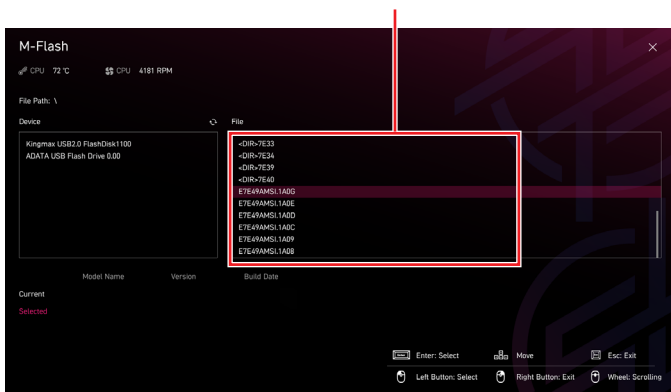 M-Flash
CPU 72 °C CPU 4181 RPM
File Path: \
Device File
Kingmax USB2.0 FlashDisk1100
ADATA USB Flash Drive 0.00
<DIR>7E33
<DIR>7E34
<DIR>7E39
<DIR>7E40
E7E49AMSI.1A0G
E7E49AMSI.1A0E
E7E49AMSI.1A0D
E7E49AMSI.1A0C
E7E49AMSI.1A09
E7E49AMSI.1A08
Model Name Version Build Date
Current
Selected
Enter: Select Move Esc: Exit
Left Button: Select Right Button: Exit Wheel: Scrolling